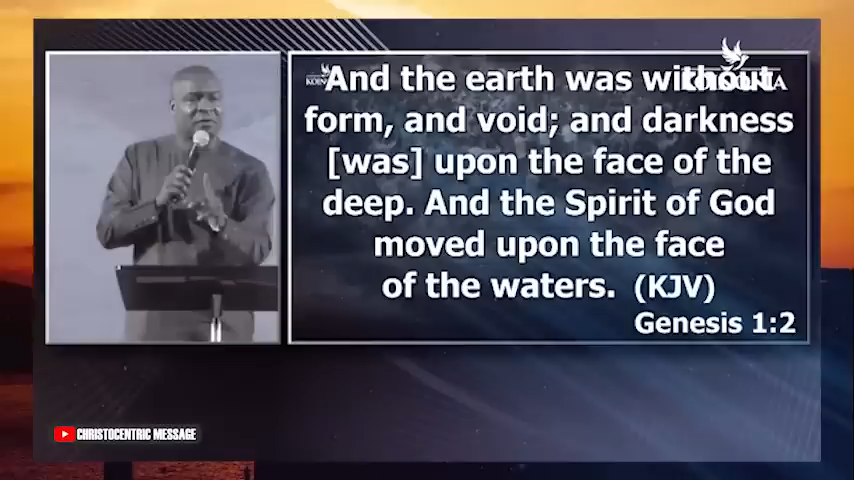 And the earth was without
form, and void; and darkness
[was] upon the face of the
deep. And the Spirit of God
moved upon the face
of the waters. (KJV)
Genesis 1:2
KOINONIA
CHRISTOCENTRIC MESSAGE